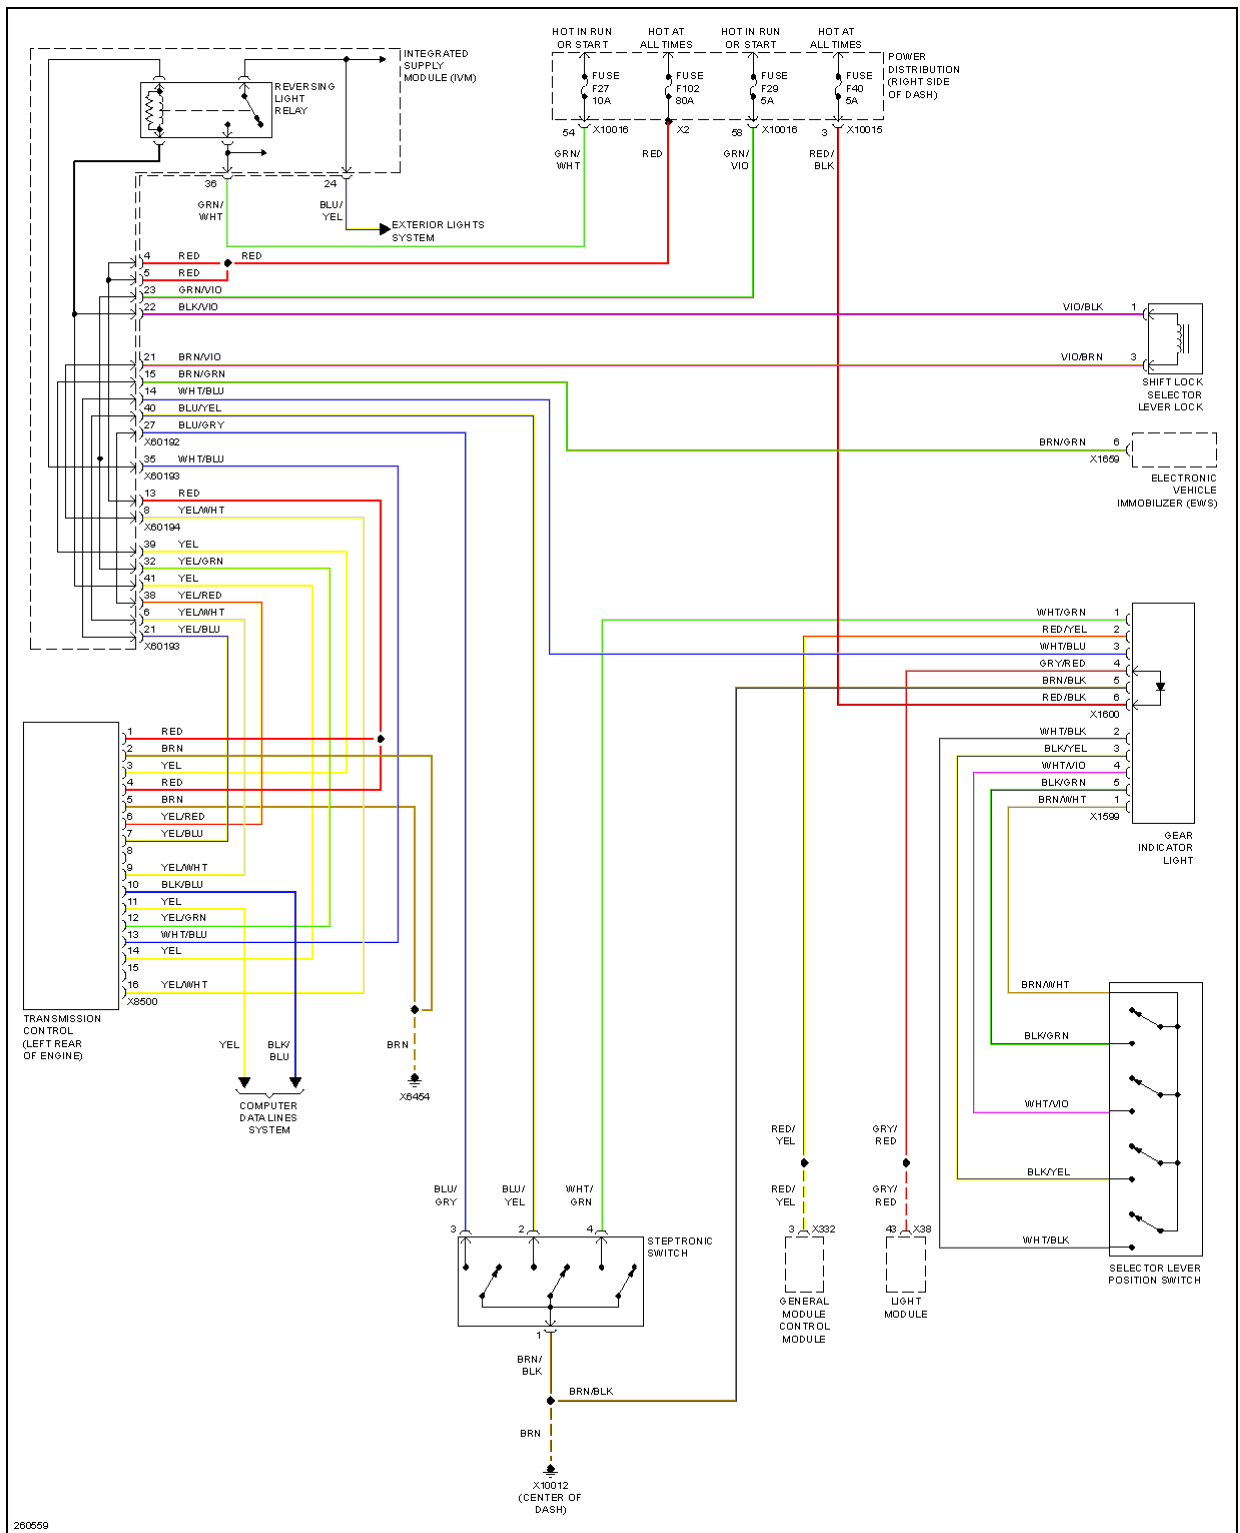 HOT IN RUN
OR START
HOT AT
ALL TIMES
HOT IN RUN
OR START
HOT AT
ALL TIMES
INTEGRATED
SUPPLY
MODULE (IVM)
REVERSING
LIGHT
RELAY
FUSE
F27
10A
FUSE
F102
80A
FUSE
F29
5A
FUSE
F40
5A
POWER
DISTRIBUTION
(RIGHT SIDE
OF DASH)
54
X10016
X2
58
X10016
3
X10015
GRN/
WHT
RED
GRN/
VIO
RED/
BLK
36
24
GRN/
WHT
BLU/
YEL
EXTERIOR LIGHTS
SYSTEM
4 RED RED
5 RED
23 GRN/VIO
22 BLK/VIO
VIO/BLK 1
21 BRN/VIO
VIO/BRN 3
15 BRN/GRN
14 WHT/BLU
40 BLU/YEL
27 BLU/GRY
X60192
SHIFT LOCK
SELECTOR
LEVER LOCK
BRN/GRN 6
X1659
ELECTRONIC
VEHICLE
IMMOBILIZER (EWS)
35 WHT/BLU
X60193
13 RED
8 YEL/WHT
X60194
39 YEL
32 YEL/GRN
41 YEL
38 YEL/RED
6 YEL/WHT
21 YEL/BLU
X60193
WHT/GRN 1
RED/YEL 2
WHT/BLU 3
GRY/RED 4
BRN/BLK 5
RED/BLK 6
X1600
WHT/BLK 2
BLK/YEL 3
WHT/VIO 4
BLK/GRN 5
BRN/WHT 1
X1599
GEAR
INDICATOR
LIGHT
1 RED
2 BRN
3 YEL
4 RED
5 BRN
6 YEL/RED
7 YEL/BLU
8
9 YEL/WHT
10 BLK/BLU
11 YEL
12 YEL/GRN
13 WHT/BLU
14 YEL
15
16 YEL/WHT
X8500
TRANSMISSION
CONTROL
(LEFT REAR
OF ENGINE)
YEL
BLK/
BLU
BRN
X6454
COMPUTER
DATA LINES
SYSTEM
BRN/WHT
BLK/GRN
WHT/VIO
BLK/YEL
WHT/BLK
SELECTOR LEVER
POSITION SWITCH
RED/
YEL
GRY/
RED
RED/
YEL
GRY/
RED
3 X332
43 X38
GENERAL
MODULE
CONTROL
MODULE
LIGHT
MODULE
BLU/
GRY
BLU/
YEL
WHT/
GRN
3
2
4
STEPTRONIC
SWITCH
1
BRN/
BLK
BRN/BLK
BRN
X10012
(CENTER OF
DASH)
260559